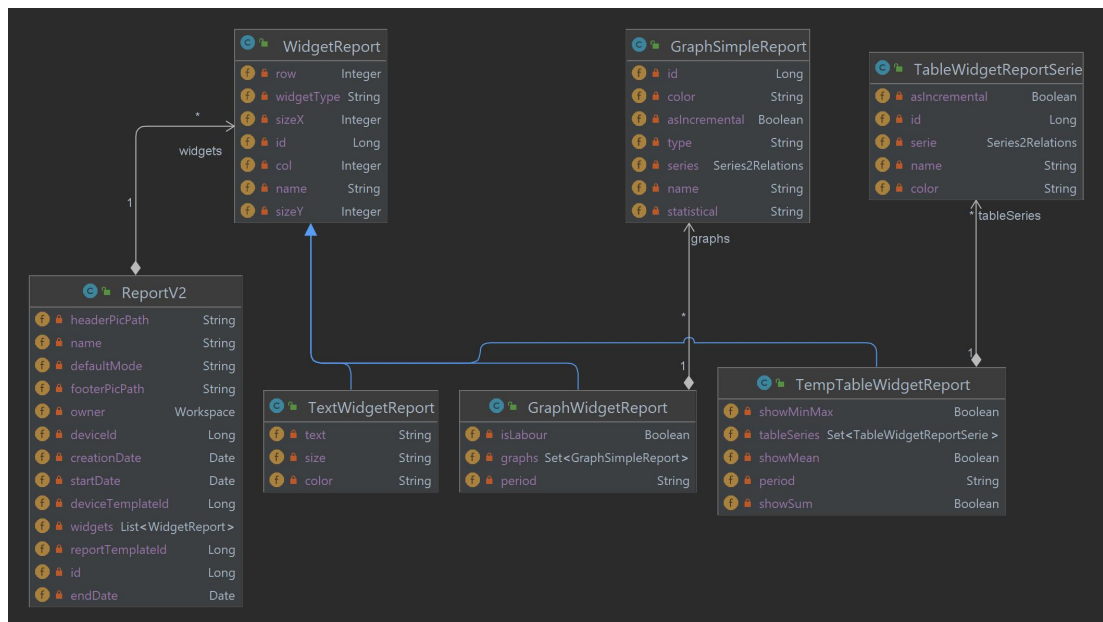 WidgetReport
row Integer
widgetType String
sizeX Integer
id Long
col Integer
name String
sizeY Integer
GraphSimpleReport
id Long
color String
asIncremental Boolean
type String
series Series2Relations
name String
statistical String
TableWidgetReportSerie
asIncremental Boolean
id Long
serie Series2Relations
name String
color String
*
widgets
1
* tableSeries
graphs
*
1
1
ReportV2
headerPicPath String
name String
defaultMode String
footerPicPath String
owner Workspace
deviceId Long
creationDate Date
startDate Date
deviceTemplateId Long
widgets List<WidgetReport>
reportTemplateId Long
id Long
endDate Date
TextWidgetReport
text String
size String
color String
GraphWidgetReport
isLabour Boolean
graphs Set<GraphSimpleReport>
period String
TempTableWidgetReport
showMinMax Boolean
tableSeries Set<TableWidgetReportSerie>
showMean Boolean
period String
showSum Boolean